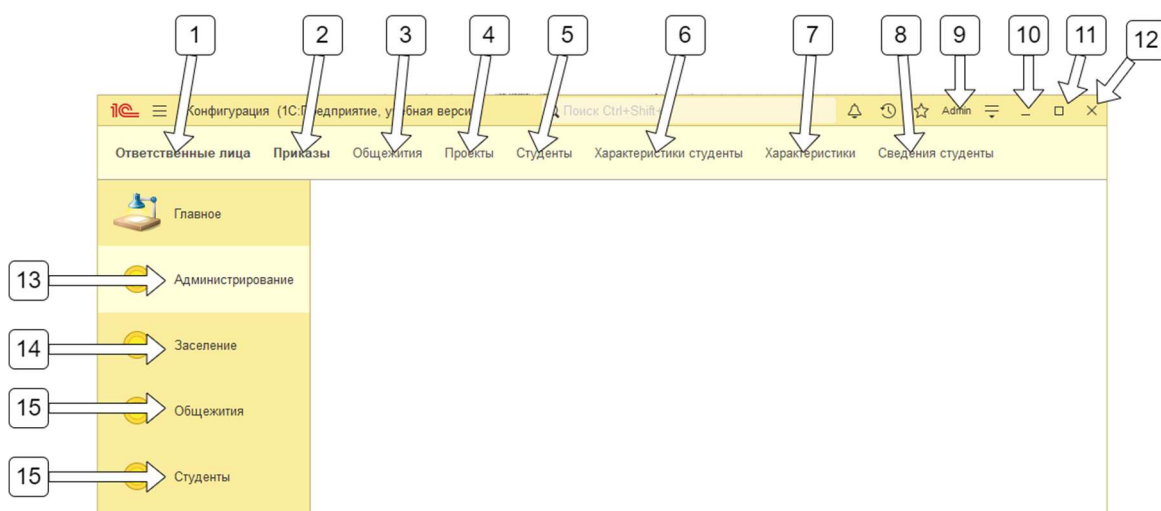 1 2 3 4 5 6 7 8 9 10 11 12
1С Конфигурация (1С:Предприятие, учебная верси Поиск Ctrl+Shift+ Admin
Ответственные лица Приказы Общежития Проекты Студенты Характеристики студенты Характеристики Сведения студенты
Главное
13 Администрирование
14 Заселение
15 Общежития
15 Студенты